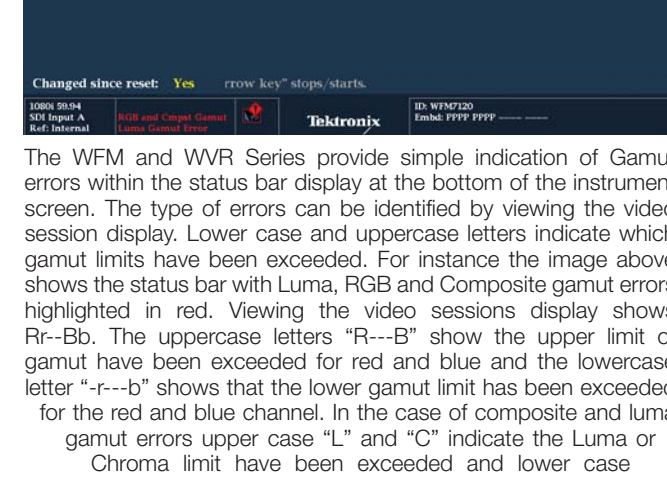 Changed since reset: Yes rrow key" stops/starts.
1080i 59.94
SDI Input A
Ref: Internal
RGB and Cmpst Gamut
Luma Gamut Error
Tektronix
ID: WFM7120
Embd: PPPP PPPP ---- ----
The WFM and WVR Series provide simple indication of Gamu
errors within the status bar display at the bottom of the instrumen
screen. The type of errors can be identified by viewing the video
session display. Lower case and uppercase letters indicate which
gamut limits have been exceeded. For instance the image above
shows the status bar with Luma, RGB and Composite gamut errors
highlighted in red. Viewing the video sessions display shows
Rr--Bb. The uppercase letters “R---B” show the upper limit o
gamut have been exceeded for red and blue and the lowercase
letter “-r---b” shows that the lower gamut limit has been exceeded
for the red and blue channel. In the case of composite and luma
gamut errors upper case “L” and “C” indicate the Luma or
Chroma limit have been exceeded and lower case